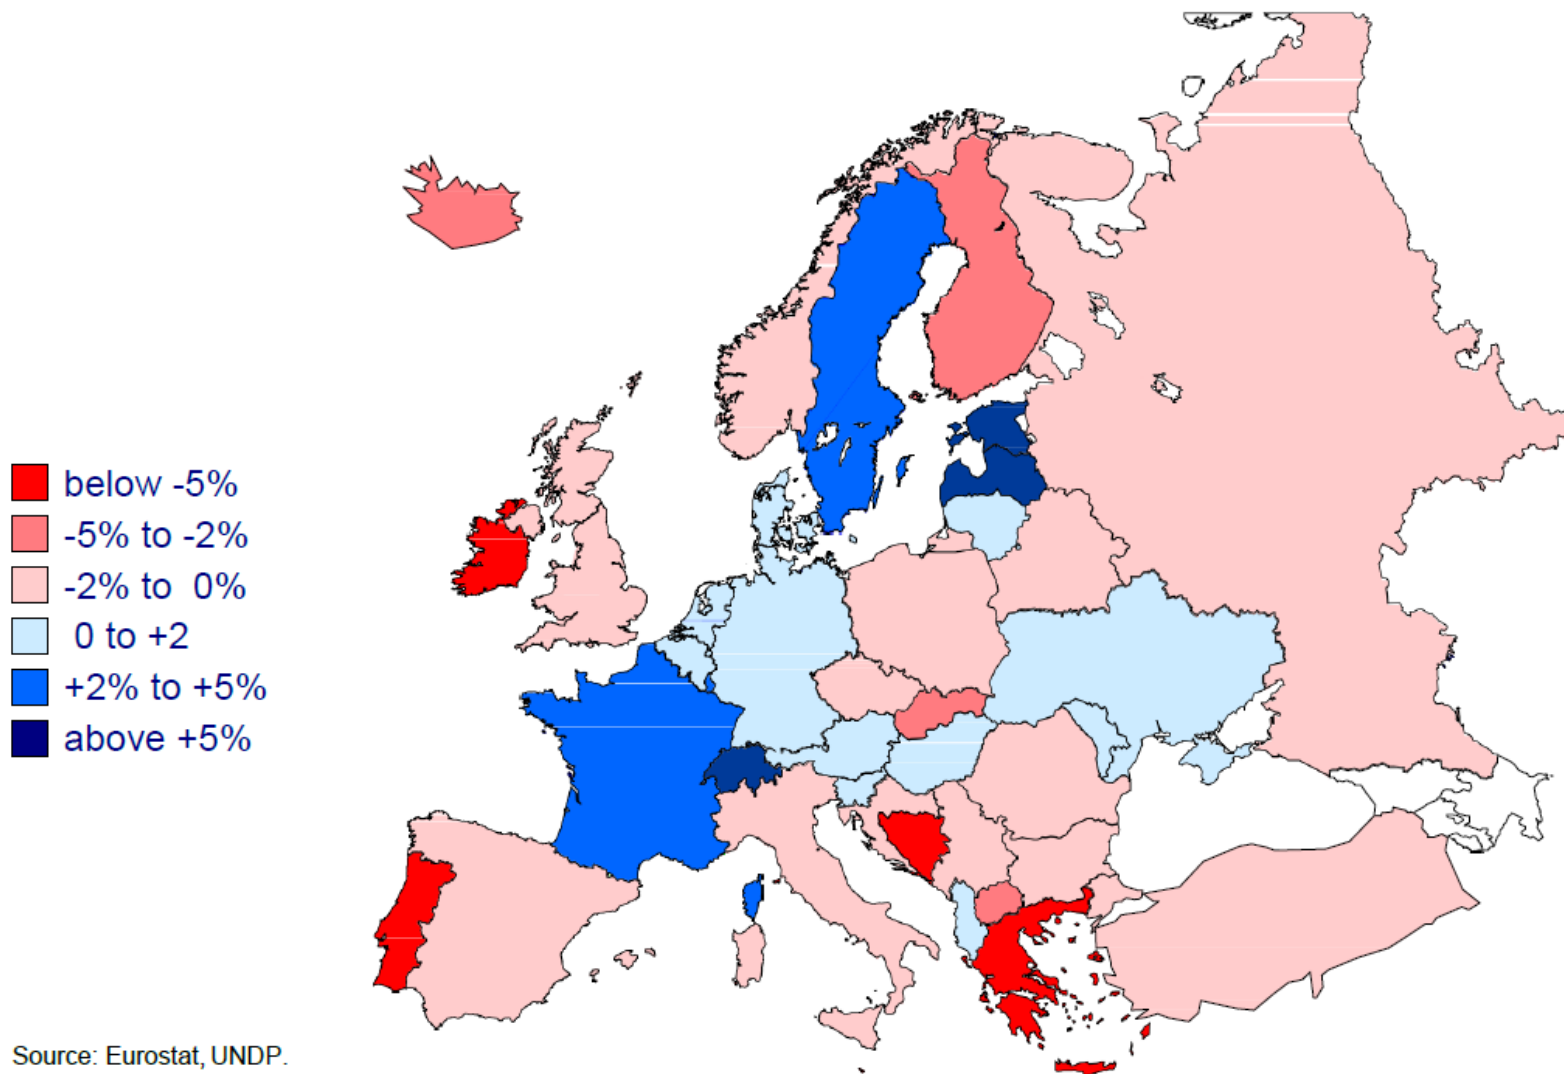 below -5%
-5% to -2%
-2% to 0%
0 to +2
+2% to +5%
above +5%
Source: Eurostat, UNDP.